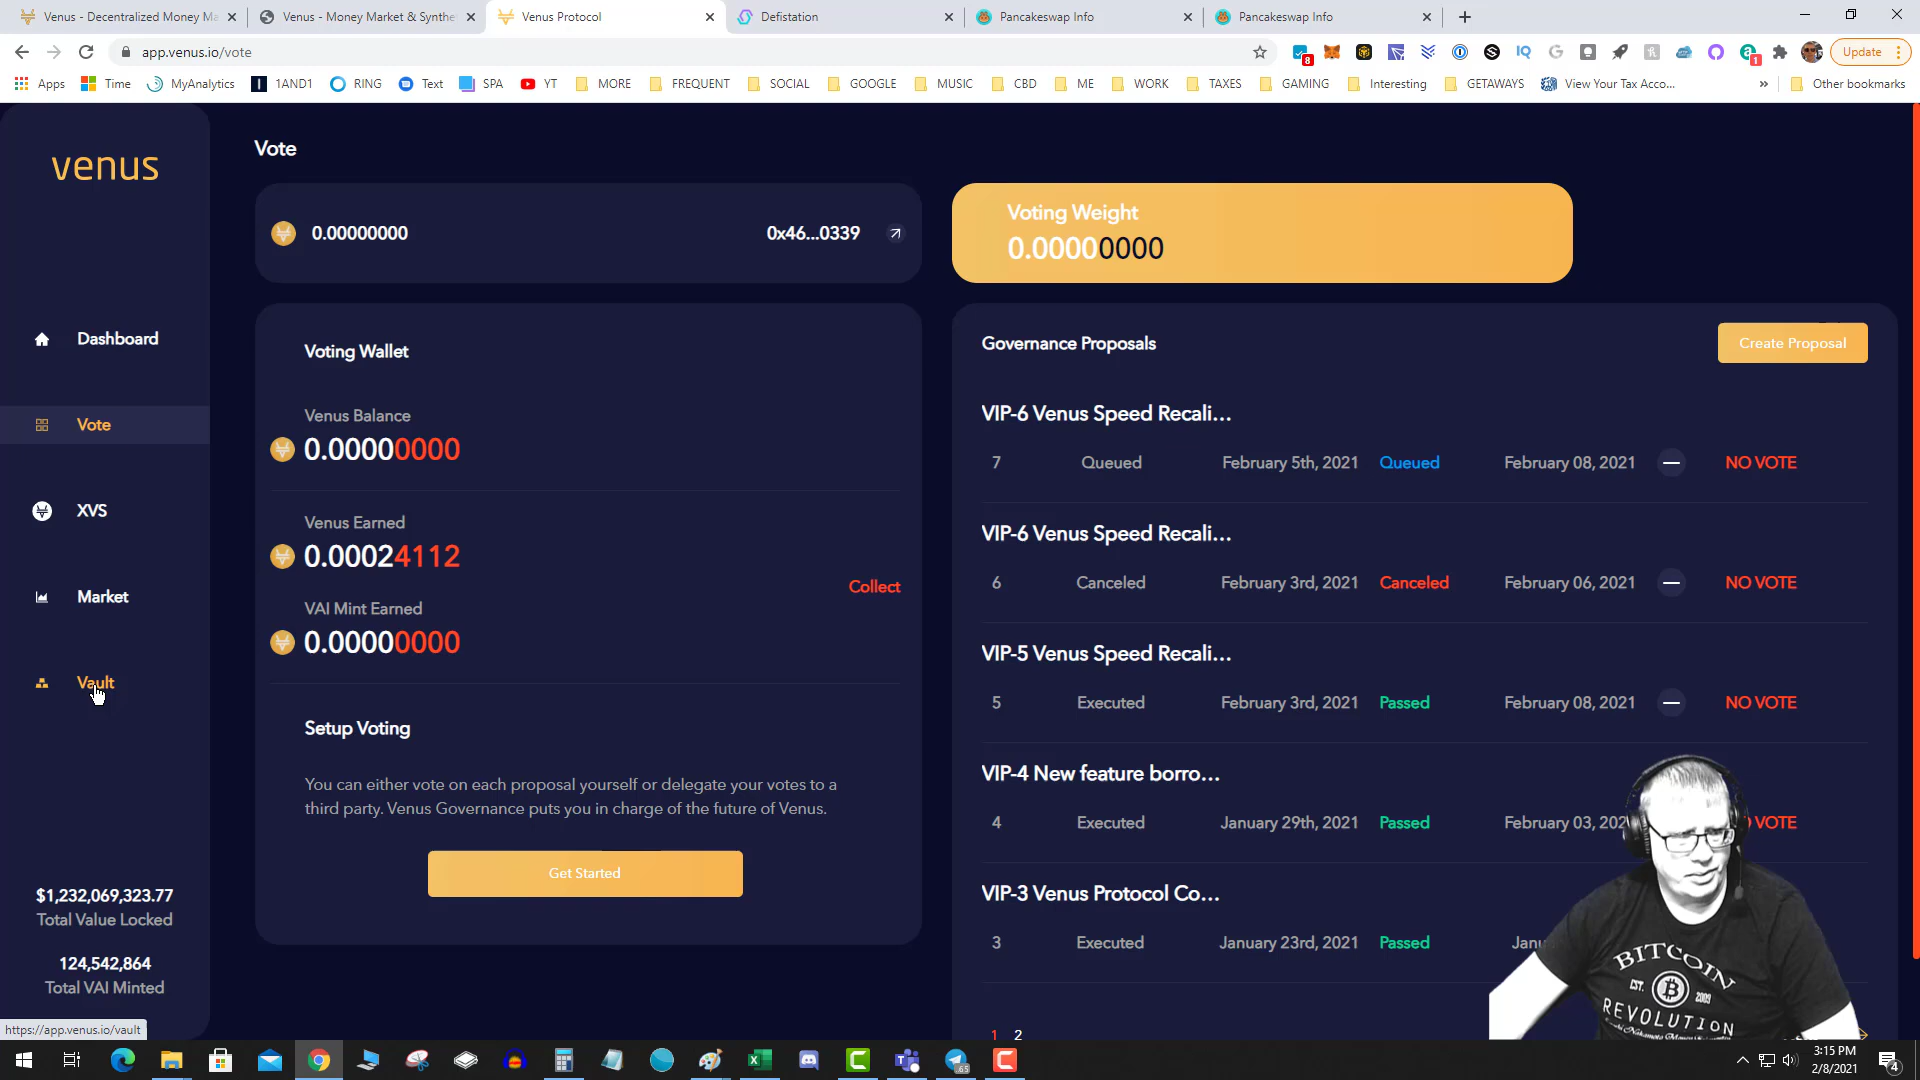 Venus - Decentralized Money Ma
Venus - Money Market & Synthe
Venus Protocol
Defistation
Pancakeswap Info
Pancakeswap Info
app.venus.io/vote
8
1
Update
Apps
Time
MyAnalytics
1AND1
RING
Text
SPA
YT
MORE
FREQUENT
SOCIAL
GOOGLE
MUSIC
CBD
ME
WORK
TAXES
GAMING
Interesting
GETAWAYS
View Your Tax Acco...
Other bookmarks
venus
Dashboard
Vote
XVS
Market
Vault
$1,232,069,323.77
Total Value Locked
124,542,864
Total VAI Minted
https://app.venus.io/vault
Vote
0.00000000
0x46...0339
Voting Weight
0.00000000
Voting Wallet
Venus Balance
0.00000000
Venus Earned
0.00024112
Collect
VAI Mint Earned
0.00000000
Setup Voting
You can either vote on each proposal yourself or delegate your votes to a
third party. Venus Governance puts you in charge of the future of Venus.
Get Started
Governance Proposals
Create Proposal
VIP-6 Venus Speed Recali...
7 Queued February 5th, 2021 Queued February 08, 2021 NO VOTE
VIP-6 Venus Speed Recali...
6 Canceled February 3rd, 2021 Canceled February 06, 2021 NO VOTE
VIP-5 Venus Speed Recali...
5 Executed February 3rd, 2021 Passed February 08, 2021 NO VOTE
VIP-4 New feature borro...
4 Executed January 29th, 2021 Passed February 03, 202 VOTE
VIP-3 Venus Protocol Co...
3 Executed January 23rd, 2021 Passed Janu
1 2
BITCOIN
EST. B 2009
REVOLUTION
3:15 PM
2/8/2021
4